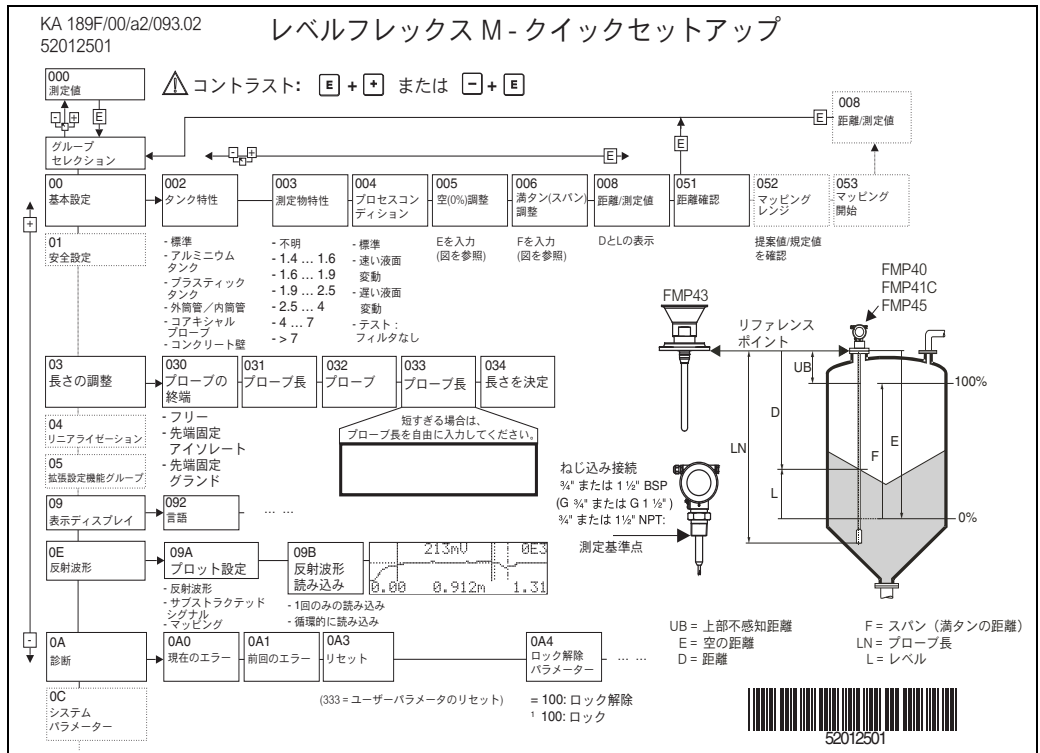 KA 189F/00/a2/093.02
52012501
レベルフレックス M - クイックセットアップ
000
測定値
コントラスト: E + + または - + E
- +
E
グループ
セレクション
- +
E
E
E
008
距離/測定値
00
基本設定
002
タンク特性
003
測定物特性
004
プロセスコン
ディション
005
空(0%)調整
006
満タン(スパン)
調整
008
距離/測定値
051
距離確認
052
マッピング
レンジ
053
マッピング
開始
+
01
安全設定
- 標準
- アルミニウム
タンク
- プラスティック
タンク
- 外筒管／内筒管
- コアキシャル
プローブ
- コンクリート壁
- 不明
- 1.4 … 1.6
- 1.6 … 1.9
- 1.9 … 2.5
- 2.5 … 4
- 4 … 7
- > 7
- 標準
- 速い液面
変動
- 遅い液面
変動
- テスト :
フィルタなし
Eを入力
(図を参照)
Fを入力
(図を参照)
DとLの表示
提案値/規定値
を確認
03
長さの調整
030
プローブの
終端
031
プローブ長
032
プローブ
033
プローブ長
034
長さを決定
- フリー
- 先端固定
アイソレート
- 先端固定
グランド
短すぎる場合は、
プローブ長を自由に入力してください。
04
リニアライゼーション
05
拡張設定機能グループ
09
表示ディスプレイ
092
言語
- … …
0E
反射波形
09A
プロット設定
09B
反射波形
読み込み
- 反射波形
- サブストラクテッド
シグナル
- マッピング
- 1回のみの読み込み
- 循環的に読み込み
213mV
0E3
0.00
0.912m
1.31
-
0A
診断
0A0
現在のエラー
0A1
前回のエラー
0A3
リセット
0A4
ロック解除
パラメーター
- … …
(333 = ユーザーパラメータのリセット)
= 100: ロック解除
¹ 100: ロック
0C
システム
パラメーター
FMP43
FMP40
FMP41C
FMP45
リファレンス
ポイント
UB
D
LN
L
F
E
100%
0%
ねじ込み接続
¾" または 1 ½" BSP
(G ¾" または G 1 ½" )
¾" または 1½" NPT:
測定基準点
UB = 上部不感知距離
E = 空の距離
D = 距離
F = スパン（満タンの距離）
LN = プローブ長
L = レベル
52012501